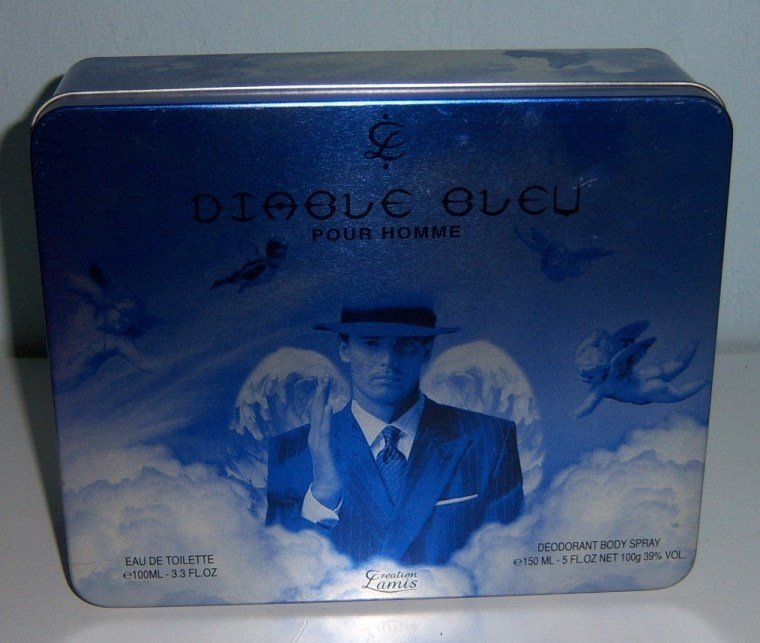 DIABLE BLEU
POUR HOMME
EAU DE TOILETTE
℮100ML - 3.3 FL.OZ
DEODORANT BODY SPRAY
℮150 ML - 5 FL.OZ NET 100g 39% VOL.
Creation
Lamis